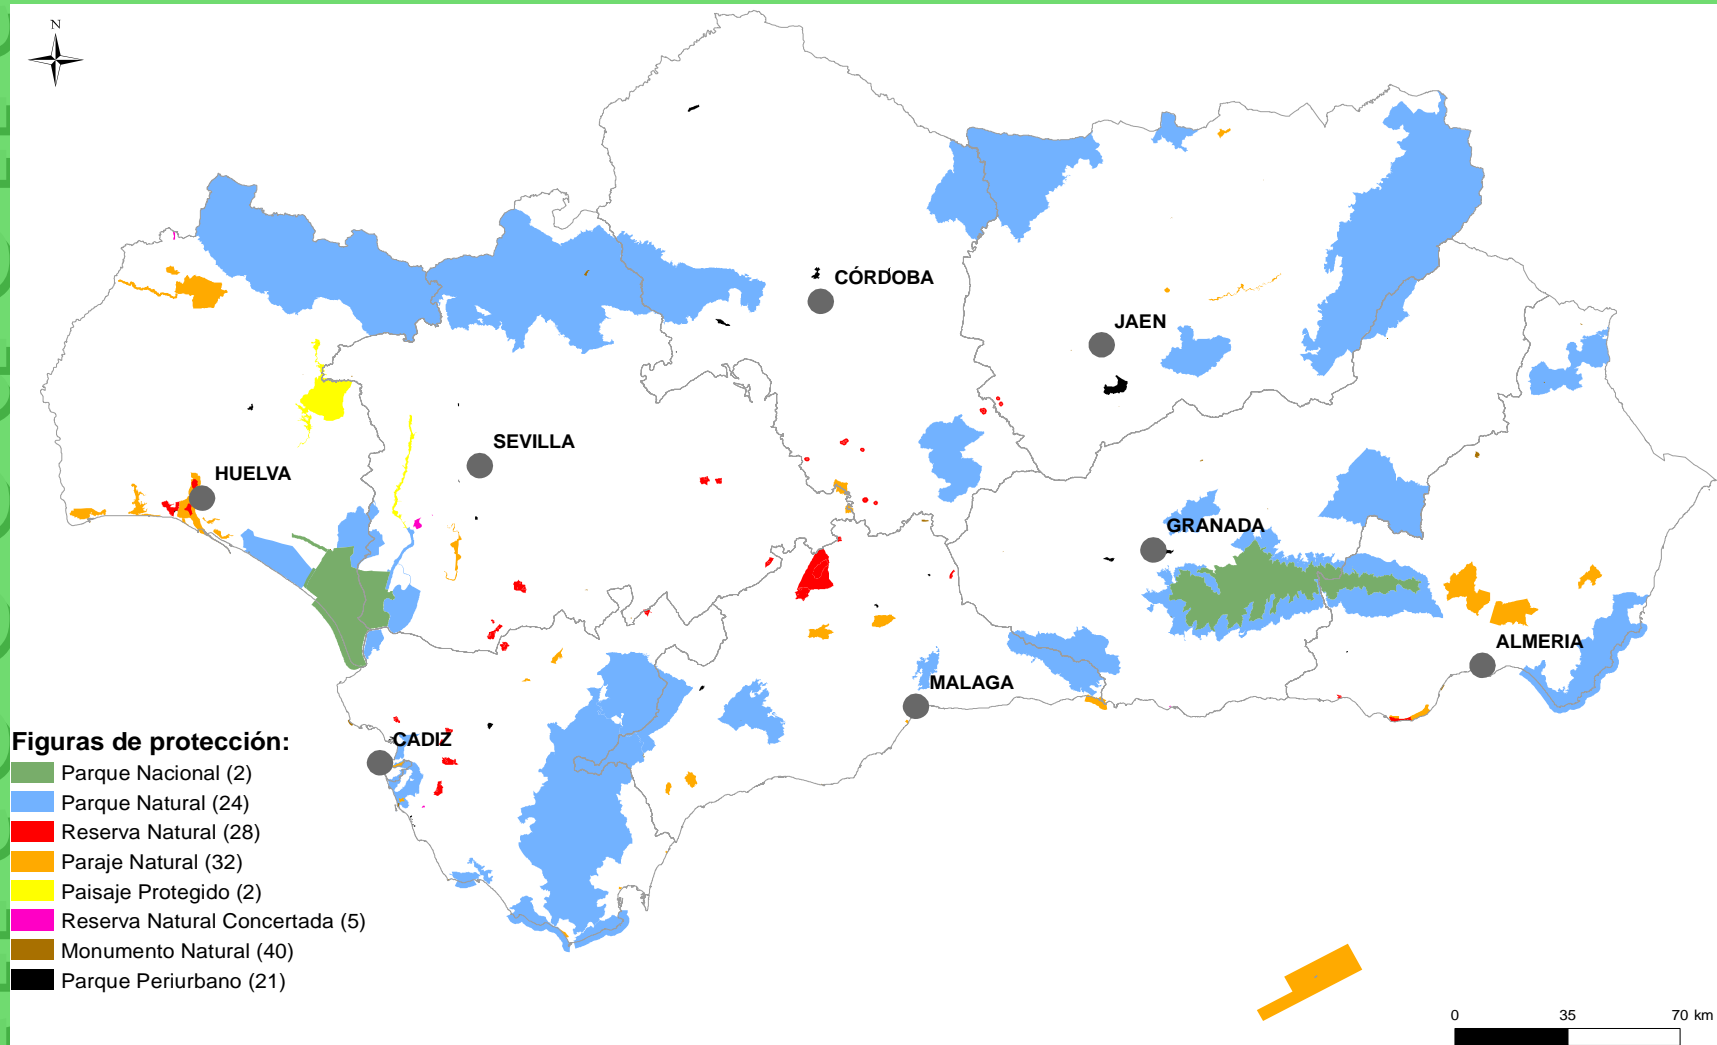 N
CÓRDOBA
JAEN
SEVILLA
HUELVA
GRANADA
ALMERIA
MALAGA
CADIZ
Figuras de protección:
Parque Nacional (2)
Parque Natural (24)
Reserva Natural (28)
Paraje Natural (32)
Paisaje Protegido (2)
Reserva Natural Concertada (5)
Monumento Natural (40)
Parque Periurbano (21)
0 35 70 km